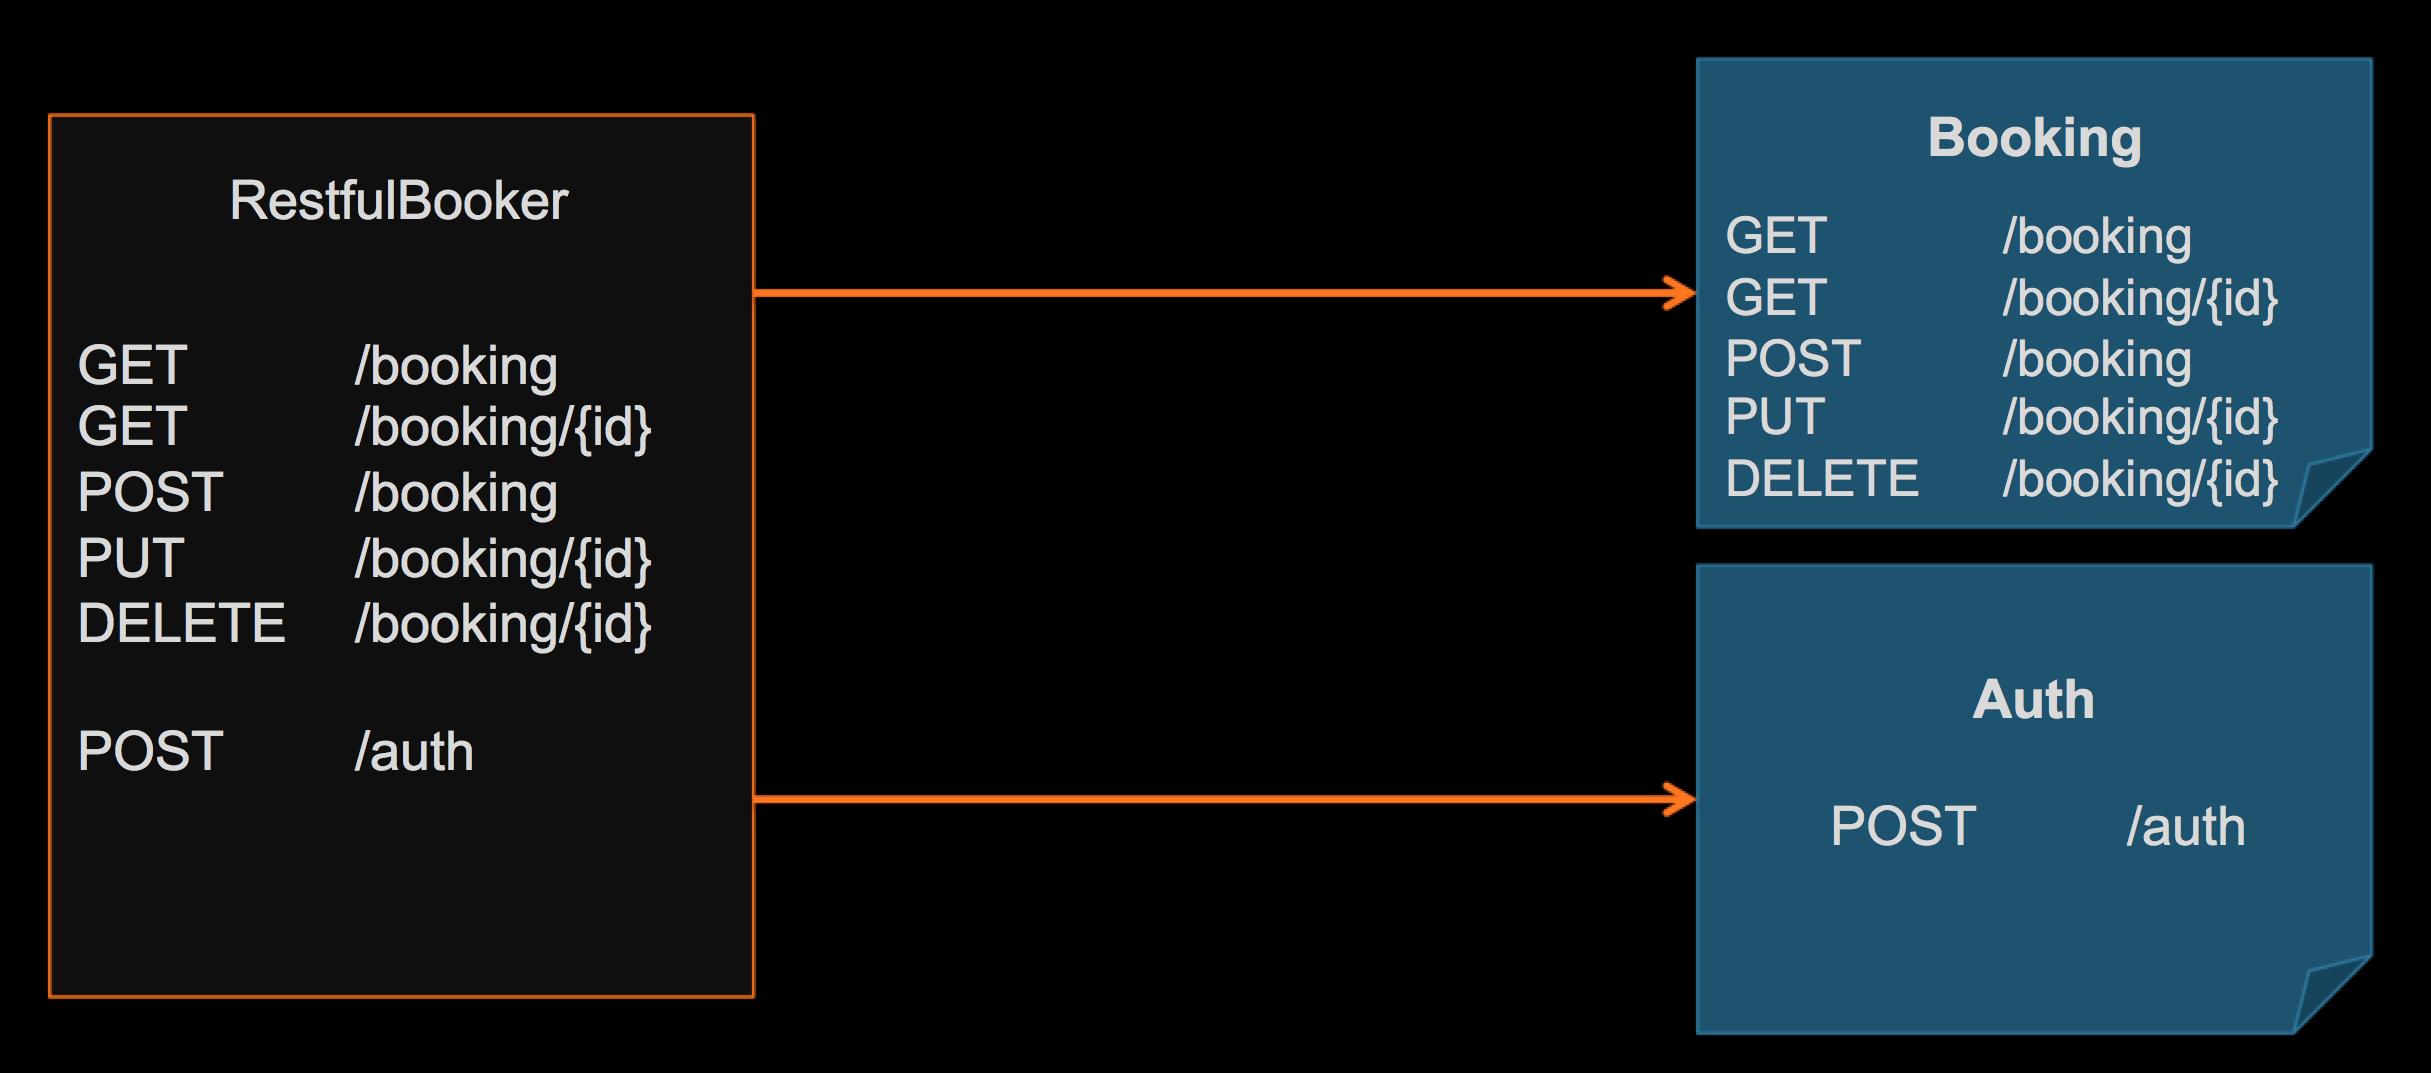 RestfulBooker
GET /booking
GET /booking/{id}
POST /booking
PUT /booking/{id}
DELETE /booking/{id}
POST /auth
Booking
GET /booking
GET /booking/{id}
POST /booking
PUT /booking/{id}
DELETE /booking/{id}
Auth
POST /auth